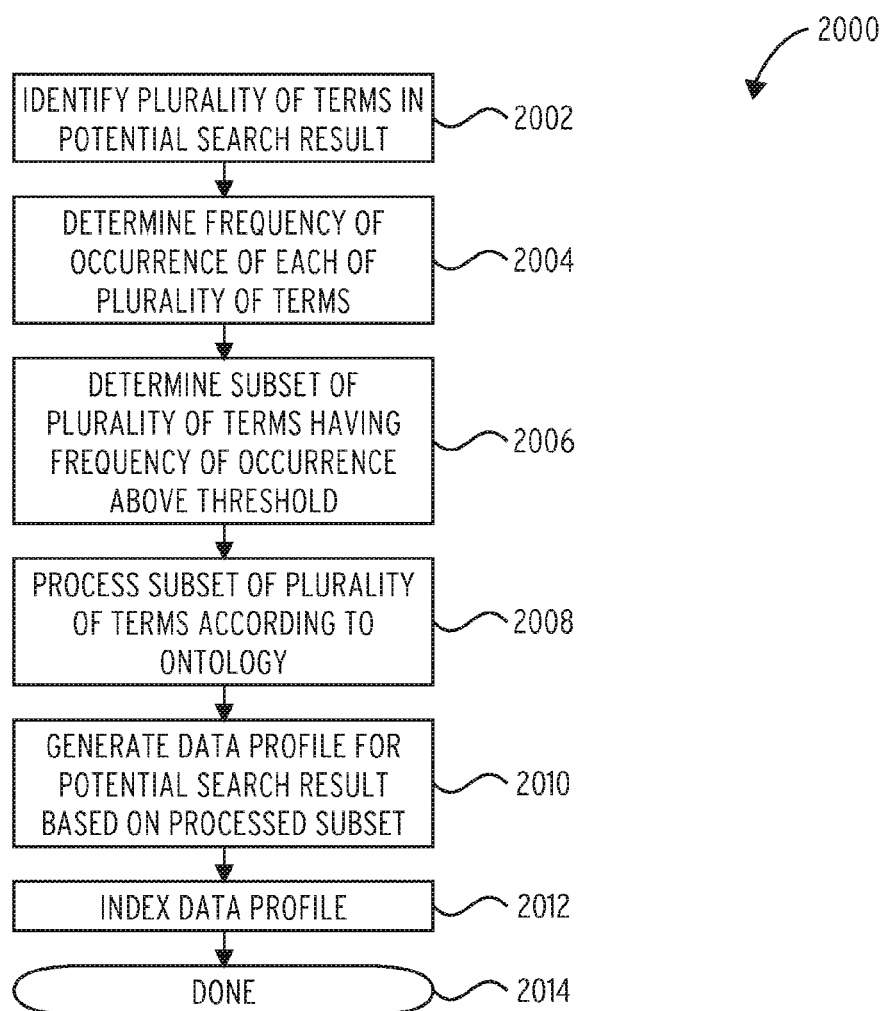 2000
IDENTIFY PLURALITY OF TERMS IN
POTENTIAL SEARCH RESULT
2002
DETERMINE FREQUENCY OF
OCCURRENCE OF EACH OF
PLURALITY OF TERMS
2004
DETERMINE SUBSET OF
PLURALITY OF TERMS HAVING
FREQUENCY OF OCCURRENCE
ABOVE THRESHOLD
2006
PROCESS SUBSET OF PLURALITY
OF TERMS ACCORDING TO
ONTOLOGY
2008
GENERATE DATA PROFILE FOR
POTENTIAL SEARCH RESULT
BASED ON PROCESSED SUBSET
2010
INDEX DATA PROFILE
2012
DONE
2014